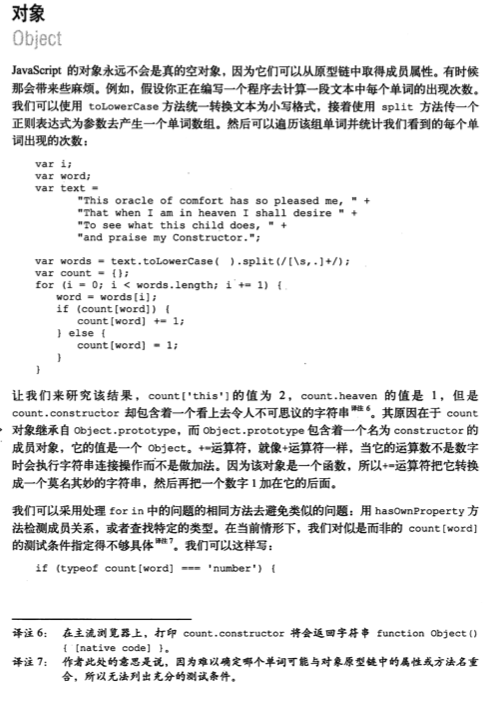 对象
Object
JavaScript 的对象永远不会是真的空对象，因为它们可以从原型链中取得成员属性。有时候
那会带来些麻烦。例如，假设你正在编写一个程序去计算一段文本中每个单词的出现次数。
我们可以使用 toLowerCase 方法统一转换文本为小写格式，接着使用 split 方法传一个
正则表达式为参数去产生一个单词数组。然后可以遍历该组单词并统计我们看到的每个单
词出现的次数：
var i;
var word;
var text =
"This oracle of comfort has so pleased me, " +
"That when I am in heaven I shall desire " +
"To see what this child does, " +
"and praise my Constructor.";
var words = text.toLowerCase( ).split(/[\s,.]+/);
var count = {};
for (i = 0; i < words.length; i += 1) {
word = words[i];
if (count[word]) {
count[word] += 1;
} else {
count[word] = 1;
}
}
让我们来研究该结果，count['this']的值为 2，count.heaven 的值是 1，但是
count.constructor 却包含着一个看上去令人不可思议的字符串译注6。其原因在于 count
对象继承自 Object.prototype，而 Object.prototype 包含着一个名为 constructor 的
成员对象，它的值是一个 Object。+=运算符，就像+运算符一样，当它的运算数不是数字
时会执行字符串连接操作而不是做加法。因为该对象是一个函数，所以+=运算符把它转换
成一个莫名其妙的字符串，然后再把一个数字 1 加在它的后面。
我们可以采用处理 for in 中的问题的相同方法去避免类似的问题：用 hasOwnProperty 方
法检测成员关系，或者查找特定的类型。在当前情形下，我们对似是而非的 count[word]
的测试条件指定得不够具体译注7。我们可以这样写：
if (typeof count[word] === 'number') {
译注 6： 在主流浏览器上，打印 count.constructor 将会返回字符串 function Object()
{ [native code] }。
译注 7： 作者此处的意思是说，因为难以确定哪个单词可能与对象原型链中的属性或方法名重
合，所以无法列出充分的测试条件。